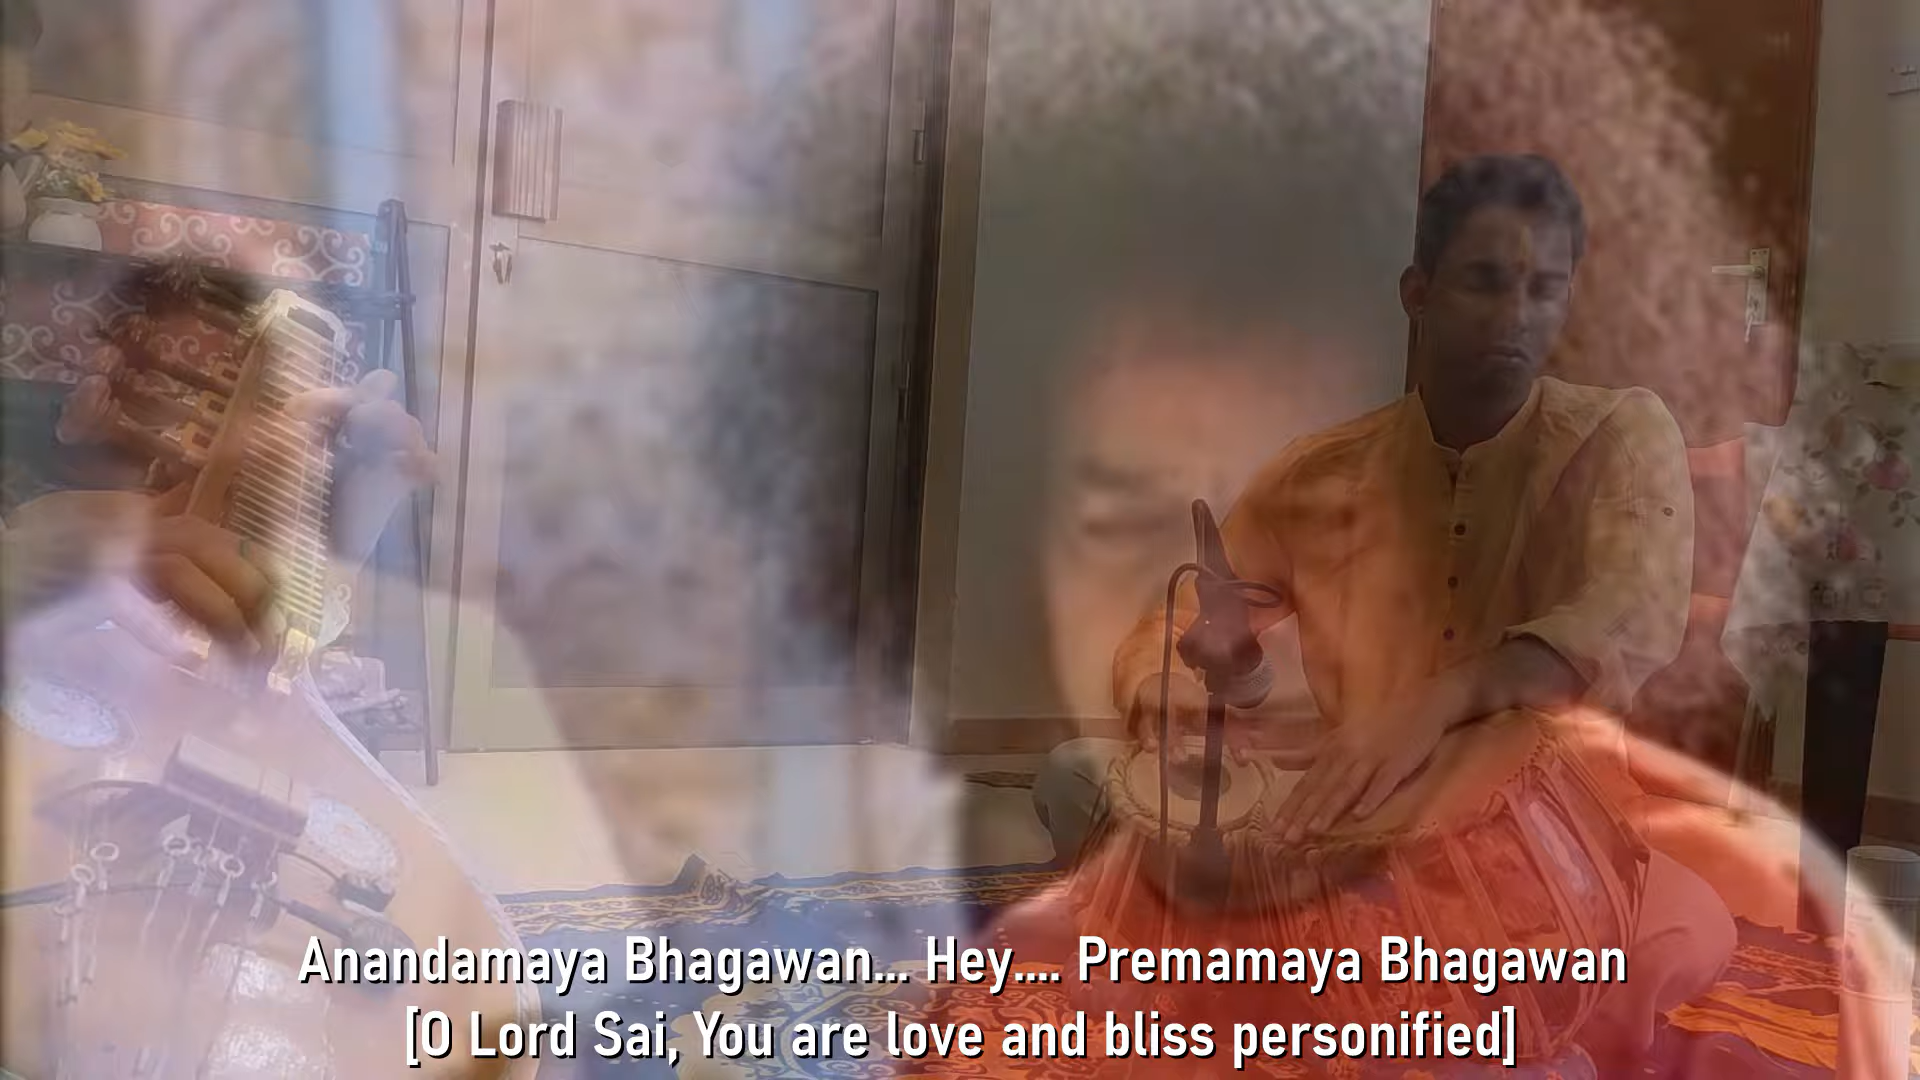 Anandamaya Bhagawan... Hey.... Premamaya Bhagawan
[O Lord Sai, You are love and bliss personified]